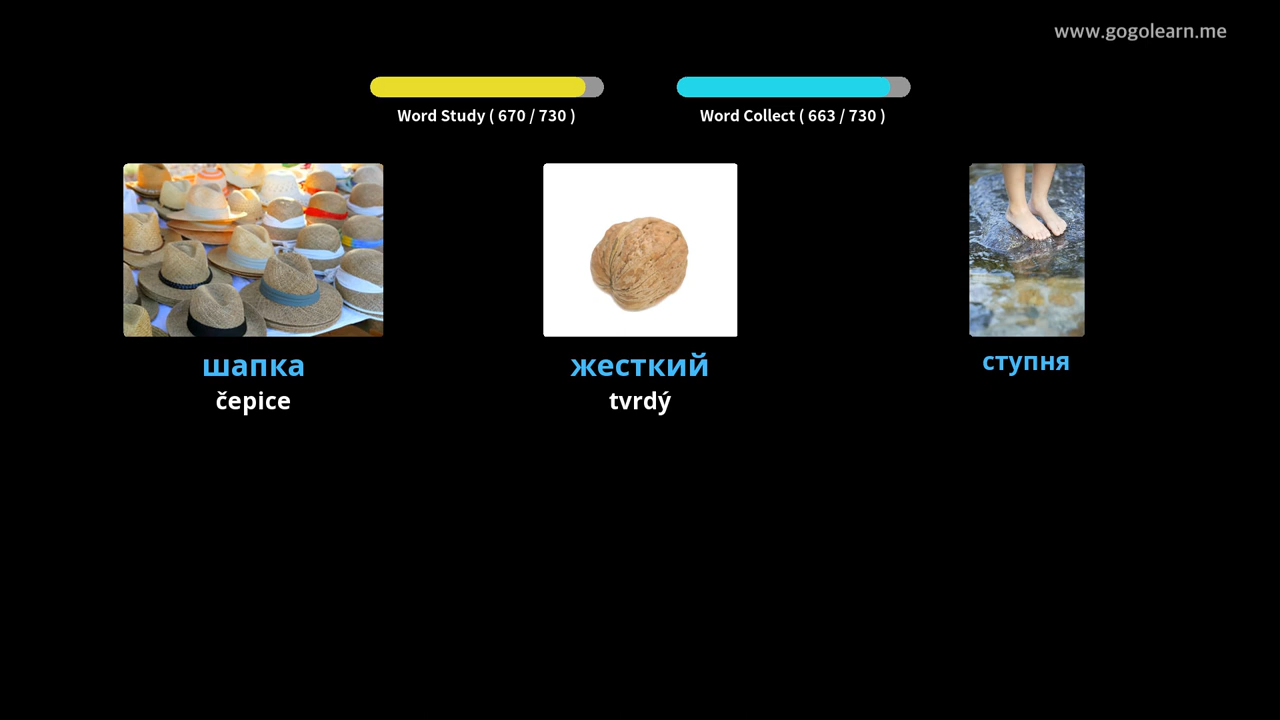 www.gogolearn.me
Word Study ( 670 / 730 )
Word Collect ( 663 / 730 )
шапка
čepice
жесткий
tvrdý
ступня